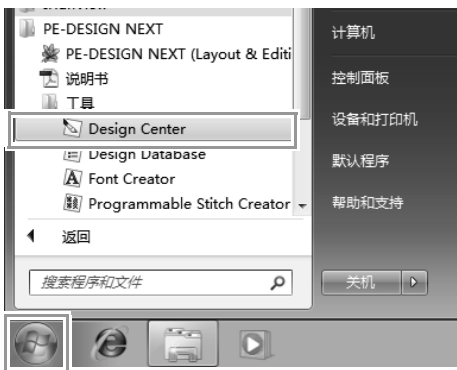 PE-DESIGN NEXT
PE-DESIGN NEXT (Layout & Editi
说明书
工具
Design Center
Design Database
Font Creator
Programmable Stitch Creator
返回
搜索程序和文件
计算机
控制面板
设备和打印机
默认程序
帮助和支持
关机